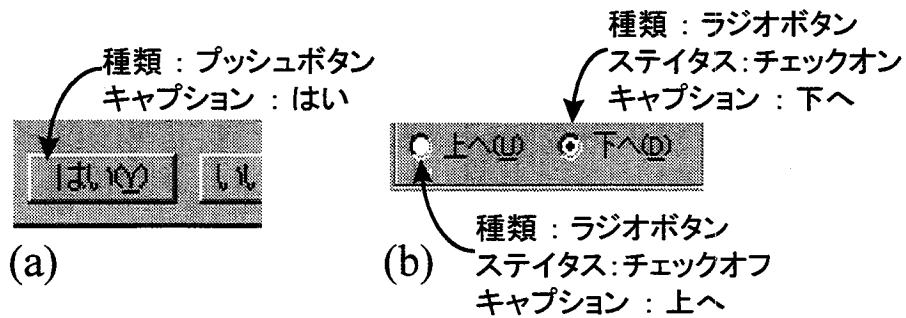 種類：プッシュボタン
キャプション：はい
はい(Y)
いい
(a)
種類：ラジオボタン
ステイタス：チェックオン
キャプション：下へ
上へ(U) 下へ(D)
種類：ラジオボタン
ステイタス：チェックオフ
キャプション：上へ
(b)